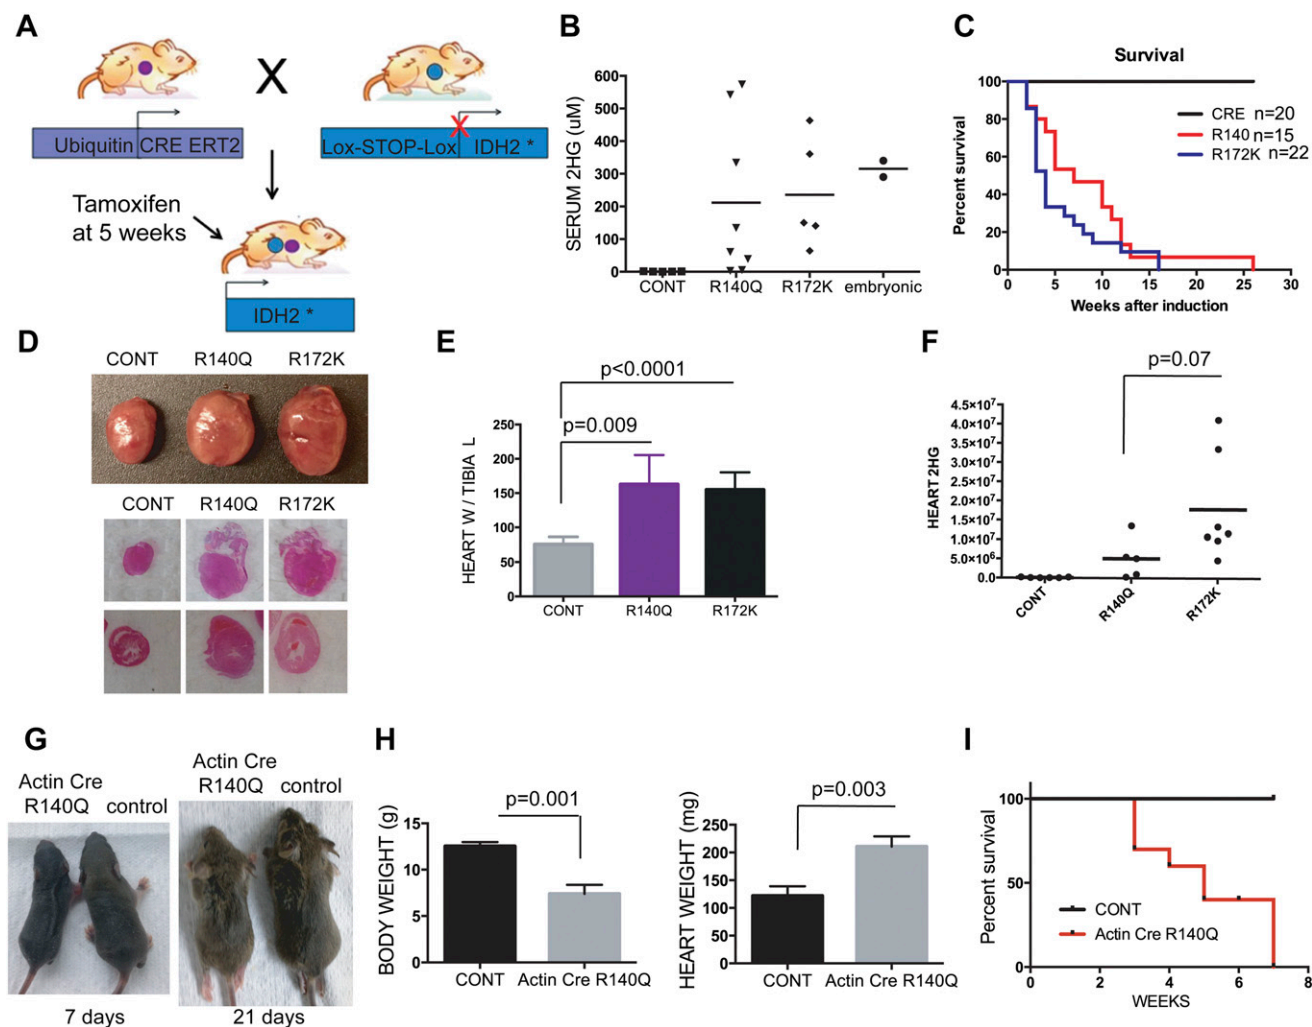 A
X
Ubiquitin CRE ERT2
X
Lox-STOP-Lox IDH2 *
Tamoxifen
at 5 weeks
IDH2 *
B
SERUM 2HG (uM)
600
500
400
300
200
100
0
CONT R140Q R172K embryonic
C
Survival
Percent survival
100
80
60
40
20
0
CRE n=20
R140 n=15
R172K n=22
0 5 10 15 20 25 30
Weeks after induction
D
CONT R140Q R172K
CONT R140Q R172K
E
p<0.0001
p=0.009
HEART W / TIBIA L
250
200
150
100
50
0
CONT R140Q R172K
F
p=0.07
HEART 2HG
4.5×10⁷
4.0×10⁷
3.5×10⁷
3.0×10⁷
2.5×10⁷
2.0×10⁷
1.5×10⁷
1.0×10⁷
5.0×10⁶
0.0
CONT R140Q R172K
G
Actin Cre
R140Q control
7 days
Actin Cre
R140Q control
21 days
H
p=0.001
BODY WEIGHT (g)
15
10
5
0
CONT Actin Cre R140Q
p=0.003
HEART WEIGHT (mg)
250
200
150
100
50
0
CONT Actin Cre R140Q
I
Percent survival
100
50
0
CONT
Actin Cre R140Q
0 2 4 6 8
WEEKS